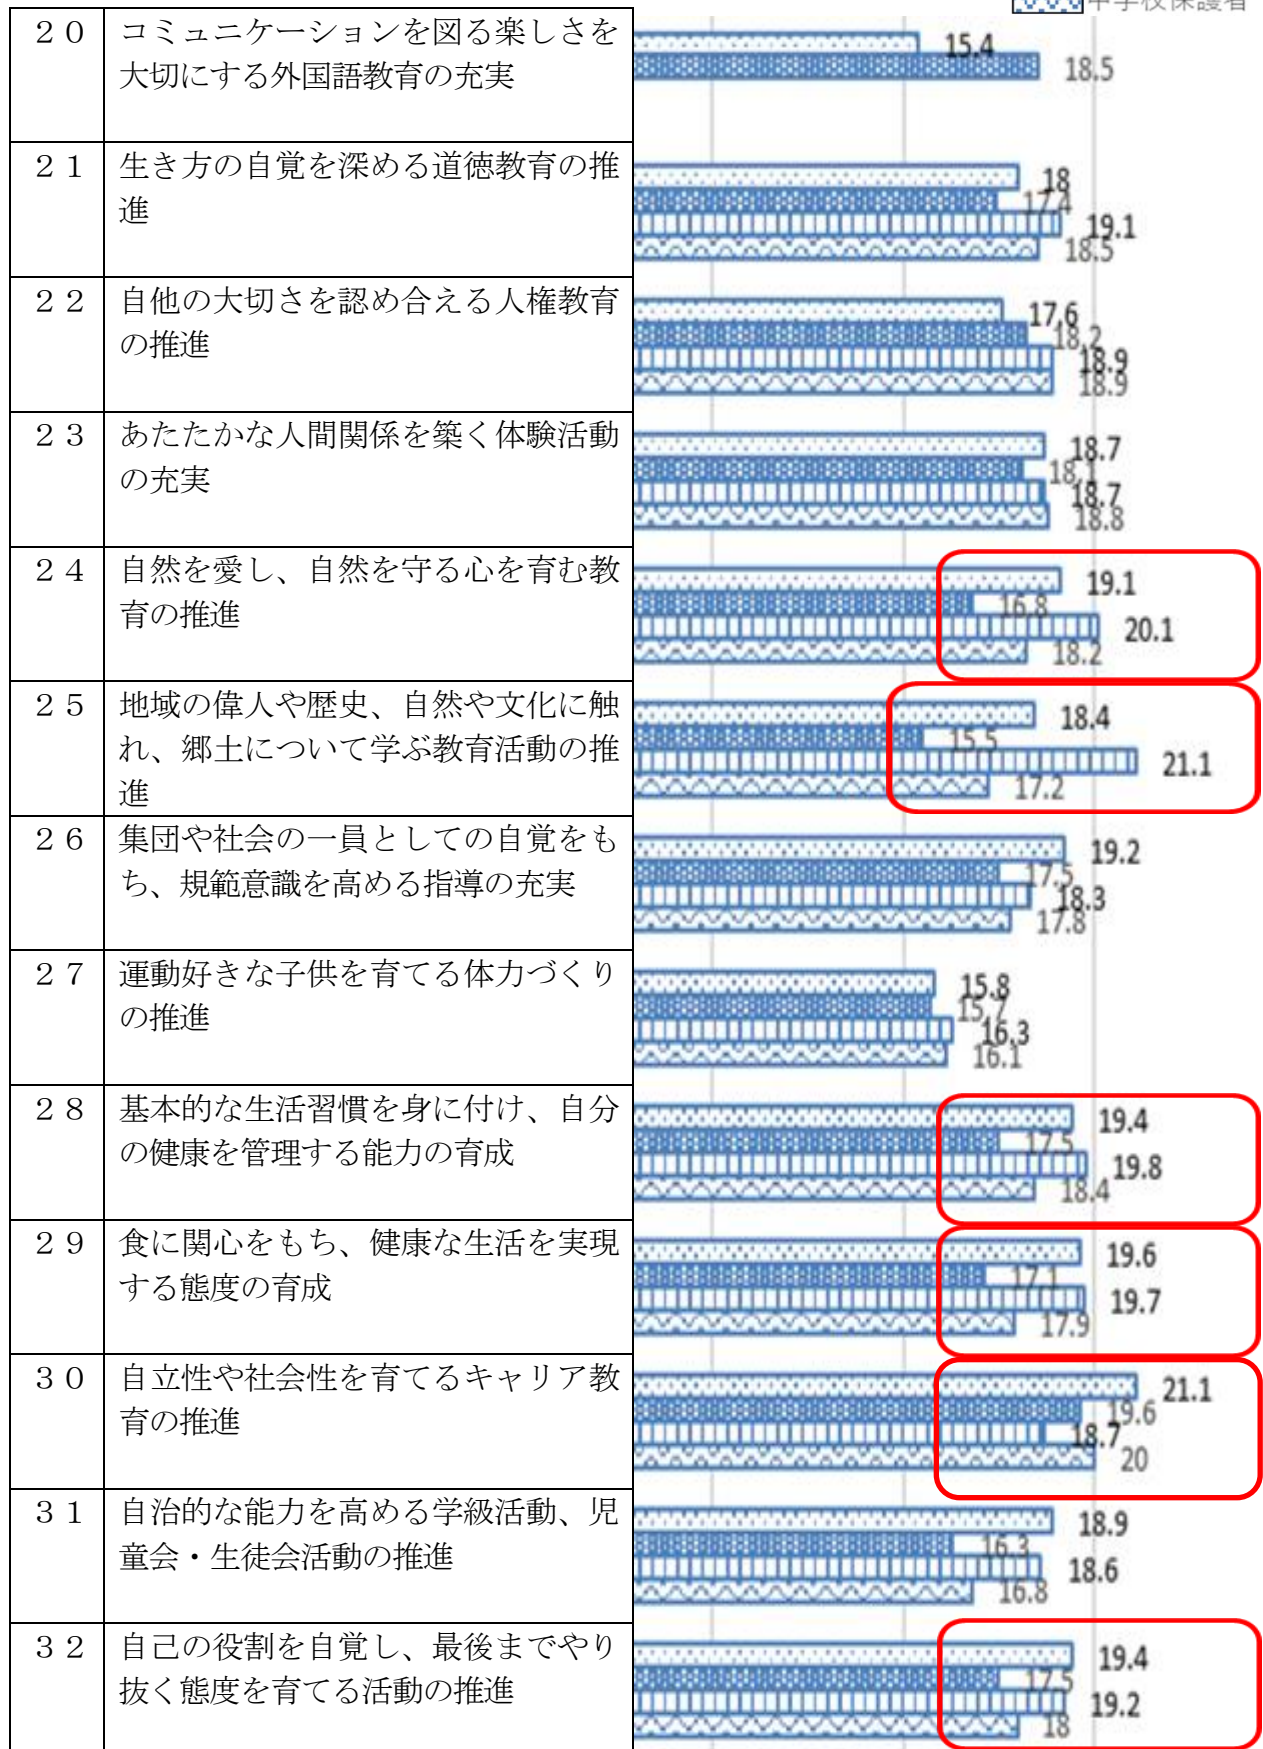 中学校保護者
２０ コミュニケーションを図る楽しさを
大切にする外国語教育の充実
15.4
18.5
２１ 生き方の自覚を深める道徳教育の推
進
18
17.4
19.1
18.5
２２ 自他の大切さを認め合える人権教育
の推進
17.6
18.2
18.9
18.9
２３ あたたかな人間関係を築く体験活動
の充実
18.7
18.1
18.7
18.8
２４ 自然を愛し、自然を守る心を育む教
育の推進
19.1
16.8
20.1
18.2
２５ 地域の偉人や歴史、自然や文化に触
れ、郷土について学ぶ教育活動の推
進
18.4
15.5
21.1
17.2
２６ 集団や社会の一員としての自覚をも
ち、規範意識を高める指導の充実
19.2
17.5
18.3
17.8
２７ 運動好きな子供を育てる体力づくり
の推進
15.8
15.7
16.3
16.1
２８ 基本的な生活習慣を身に付け、自分
の健康を管理する能力の育成
19.4
17.5
19.8
18.4
２９ 食に関心をもち、健康な生活を実現
する態度の育成
19.6
17.1
19.7
17.9
３０ 自立性や社会性を育てるキャリア教
育の推進
21.1
19.6
18.7
20
３１ 自治的な能力を高める学級活動、児
童会・生徒会活動の推進
18.9
16.3
18.6
16.8
３２ 自己の役割を自覚し、最後までやり
抜く態度を育てる活動の推進
19.4
17.5
19.2
18